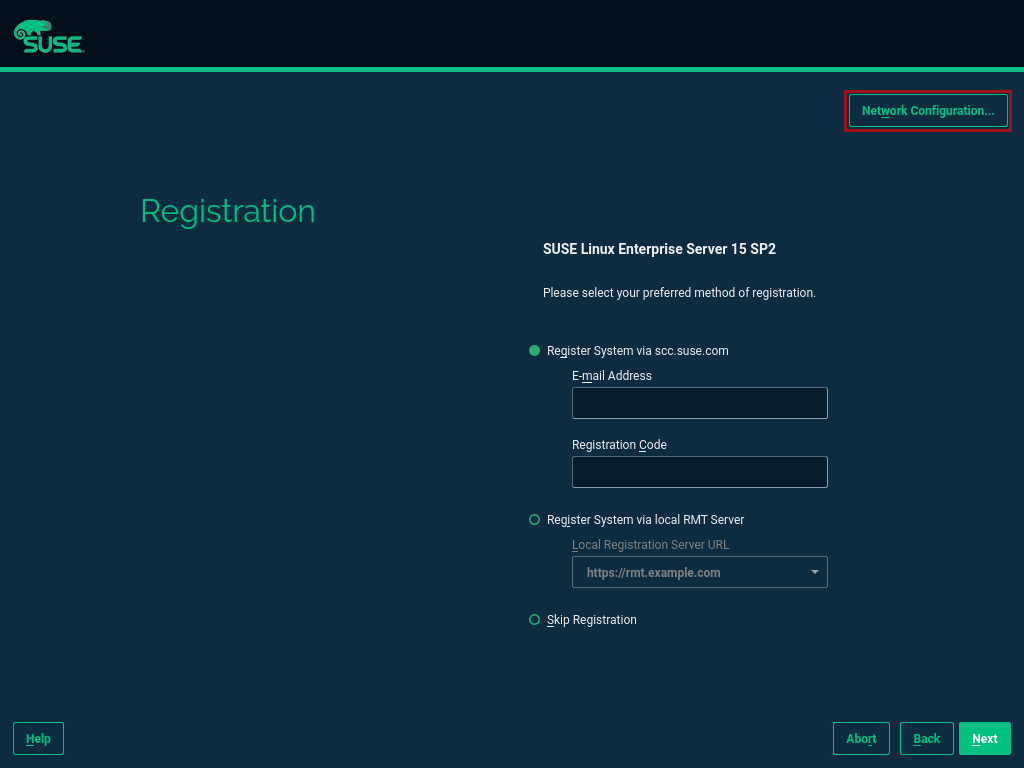 SUSE
Network Configuration...
Registration
SUSE Linux Enterprise Server 15 SP2
Please select your preferred method of registration.
Register System via scc.suse.com
E-mail Address
Registration Code
Register System via local RMT Server
Local Registration Server URL
https://rmt.example.com
Skip Registration
Help
Abort
Back
Next